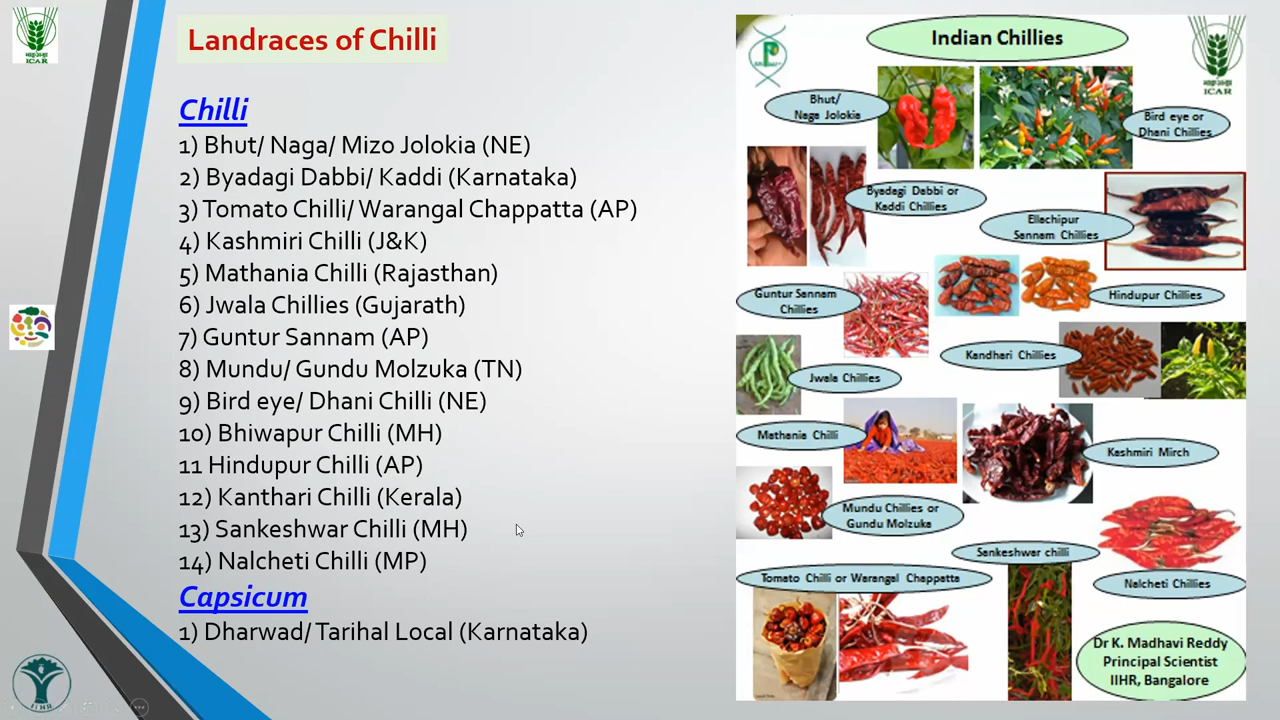 Landraces of Chilli
Chilli
1) Bhut/ Naga/ Mizo Jolokia (NE)
2) Byadagi Dabbi/ Kaddi (Karnataka)
3) Tomato Chilli/ Warangal Chappatta (AP)
4) Kashmiri Chilli (J&K)
5) Mathania Chilli (Rajasthan)
6) Jwala Chillies (Gujarath)
7) Guntur Sannam (AP)
8) Mundu/ Gundu Molzuka (TN)
9) Bird eye/ Dhani Chilli (NE)
10) Bhiwapur Chilli (MH)
11 Hindupur Chilli (AP)
12) Kanthari Chilli (Kerala)
13) Sankeshwar Chilli (MH)
14) Nalcheti Chilli (MP)
Capsicum
1) Dharwad/ Tarihal Local (Karnataka)
ICAR
IIHR
Indian Chillies
ICAR
Bhut/
Naga Jolokia
Bird eye or
Dhani Chillies
Byadagi Dabbi or
Kaddi Chillies
Ellachipur
Sannam Chillies
Guntur Sannam
Chillies
Hindupur Chillies
Kandhari Chillies
Jwala Chillies
Mathania Chilli
Kashmiri Mirch
Mundu Chillies or
Gundu Molzuka
Sankeshwar chilli
Tomato Chilli or Warangal Chappatta
Nalcheti Chillies
Dr K. Madhavi Reddy
Principal Scientist
IIHR, Bangalore